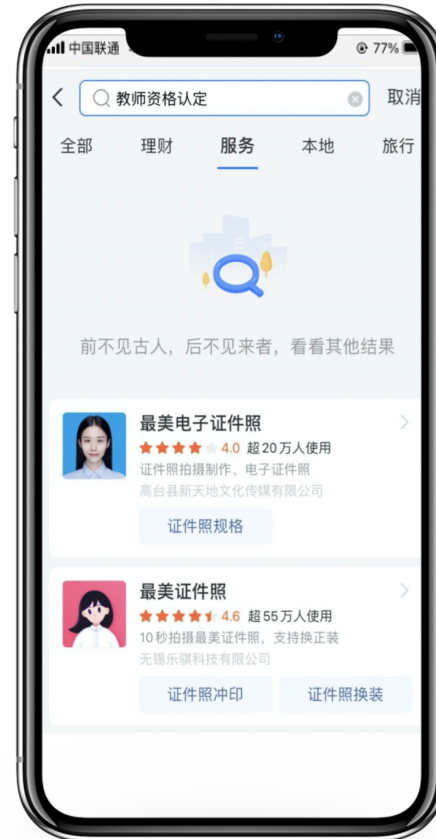 中国联通
77%
教师资格认定
取消
全部 理财 服务 本地 旅行
前不见古人，后不见来者，看看其他结果
最美电子证件照
4.0 超20万人使用
证件照拍摄制作、电子证件照
高台县新天地文化传媒有限公司
证件照规格
最美证件照
4.6 超55万人使用
10秒拍摄最美证件照，支持换正装
无锡乐骐科技有限公司
证件照冲印 证件照换装